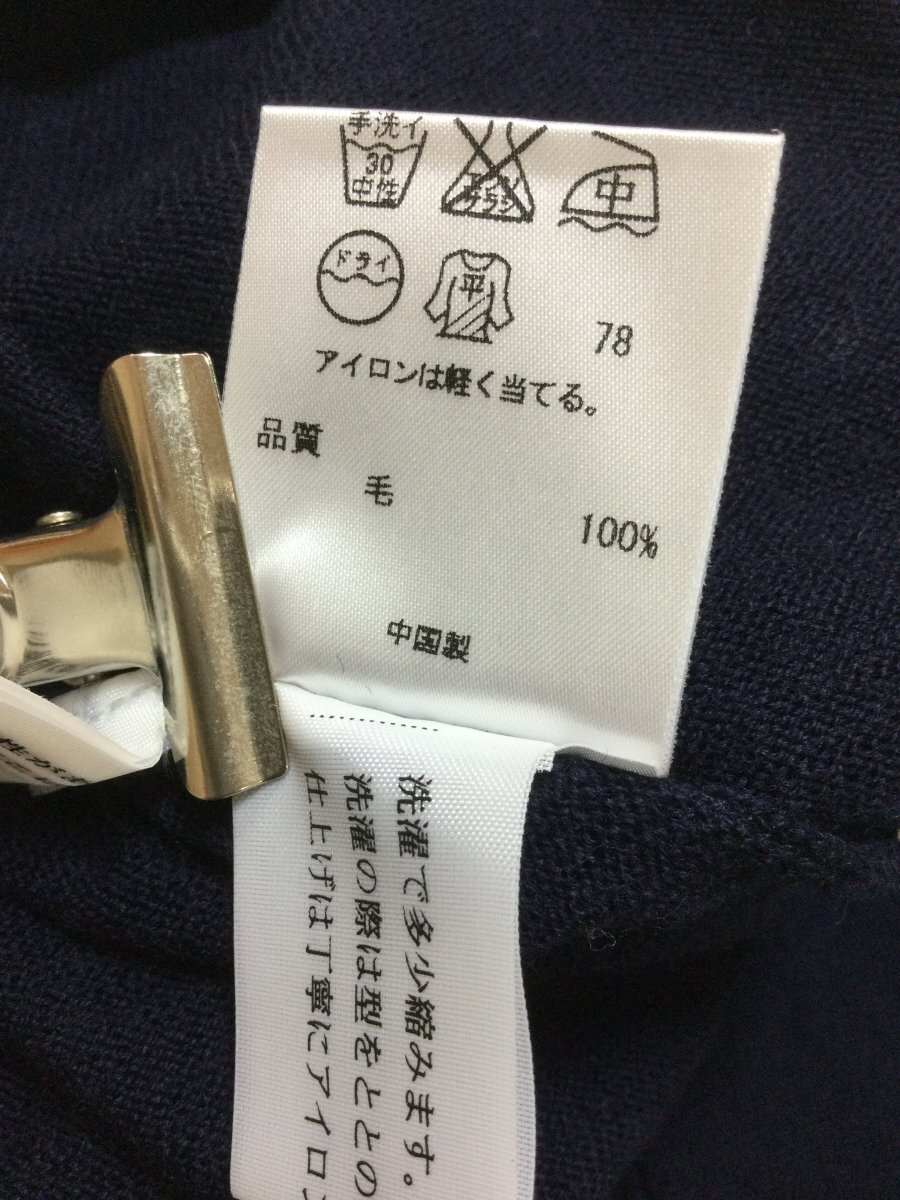 手洗イ
30
中性
中
ドライ
平
78
アイロンは軽く当てる。
品質
毛 100%
中国製
洗濯で多少縮みます。
洗濯の際は型をととの
仕上げは丁寧にアイロン